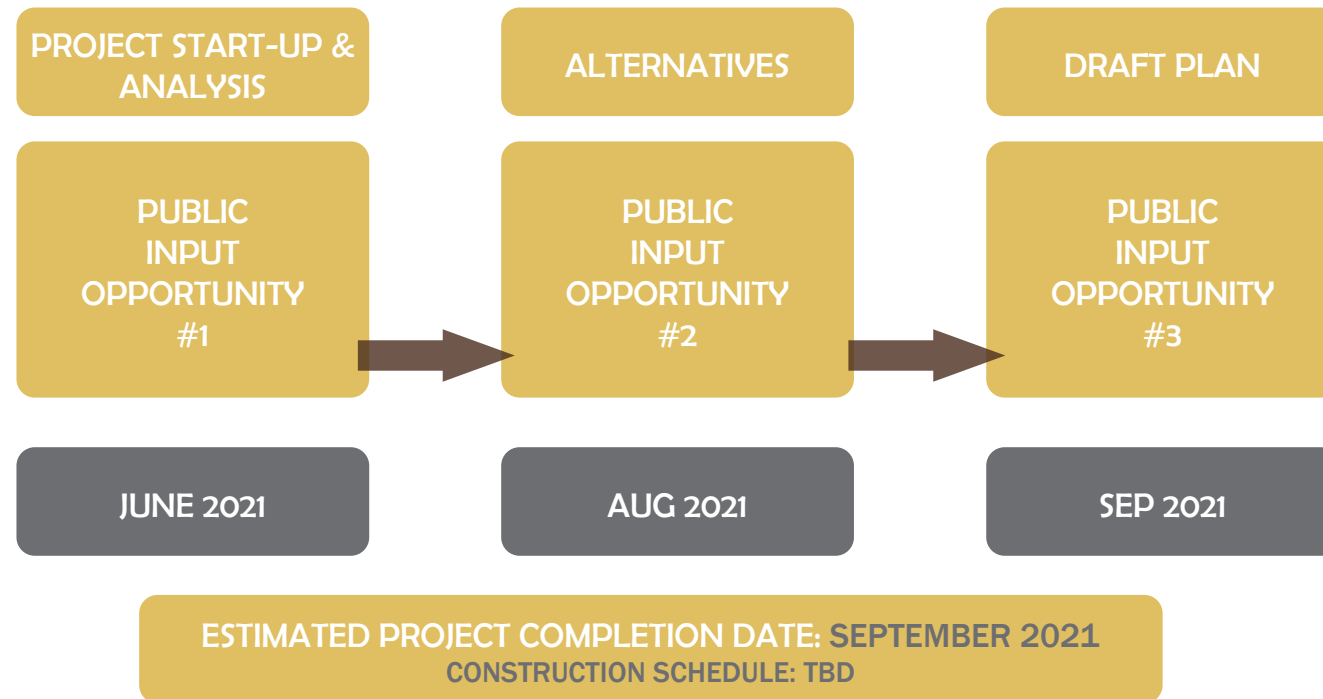 PROJECT START-UP &
ANALYSIS
ALTERNATIVES
DRAFT PLAN
PUBLIC
INPUT
OPPORTUNITY
#1
PUBLIC
INPUT
OPPORTUNITY
#2
PUBLIC
INPUT
OPPORTUNITY
#3
JUNE 2021
AUG 2021
SEP 2021
ESTIMATED PROJECT COMPLETION DATE: SEPTEMBER 2021
CONSTRUCTION SCHEDULE: TBD